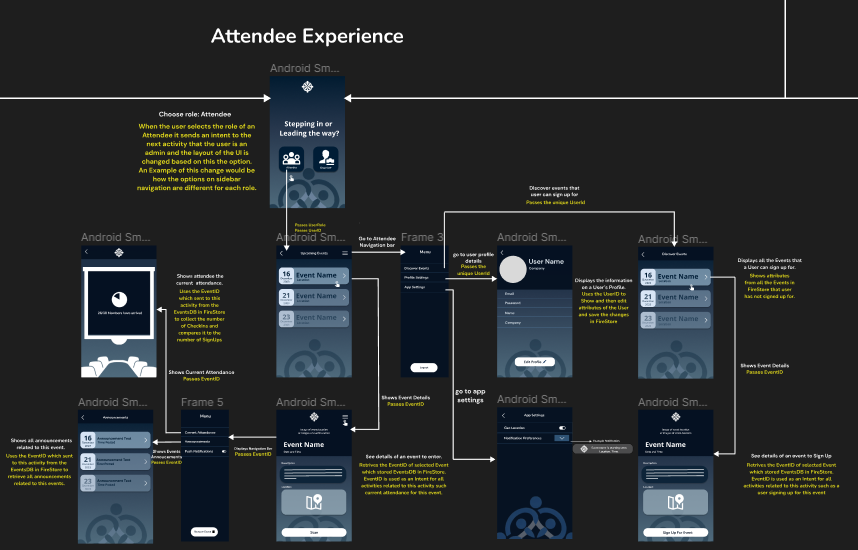 Attendee Experience
Android Sm...
Choose role: Attendee
When the user selects the role of an
Attendee it sends an intent to the
next activity that the user is an
admin and the layout of the UI is
changed based on this the option.
An Example of this change would be
how the options on sidebar
navigation are different for each role.
Stepping in or
Leading the way?
Discover events that
user can sign up for
Passes the unique UserId
Passes UserRole
Passes UserID
Go to Attendee
Navigation bar
Android Sm...
Android Sm...
Frame 3
Android Sm...
Android Sm...
Upcoming Events
Menu
Discover Events
Profile Settings
App Settings
Logout
16
Event Name
21
Event Name
23
Event Name
Shows attendee the
current attendance.
Uses the EventID
which sent to this
activity from the
EventsDB in FireStore
to collect the number
of Checkins and
compares it to the
number of SignUps
go to user profile
details
Passes the
unique UserId
User Name
Company
Email
Password
Name
Company
Edit Profile
Displays the information
on a User's Profile.
Uses the UserID to
Show and then edit
attributes of the User
and save the changes
in FireStore
Discover Events
16
Event Name
21
Event Name
23
Event Name
Displays all the Events that
a User can sign up for.
Shows attributes
from all the Events in
FireStore that user
has not signed up for.
Shows Current Attendance
Passes EventID
Shows Event Details
Passes EventID
go to app
settings
Shows Event Details
Passes EventID
Android Sm...
Frame 5
Android Sm...
Android Sm...
Android Sm...
Shows all announcements
related to this event.
Uses the EventID which sent
to this activity from the
EventsDB in FireStore to
retrieve all announcements
related to this events.
Announcements
16
Announcement Text
21
Announcement Text
23
Announcement Text
Shows Events
Announcements
Passes EventID
Menu
Current Attendance
Announcements
Push Notifications
Displays Navigation Bar
Passes EventID
Event Name
Description
Location
See details of an event to enter.
Retrives the EventID of selected Event
which stored EventsDB in FireStore.
EventID is used as an Intent for all
activities related to this activity such
current attendance for this event.
App Settings
Geo Location
Notification Preferences
Event Name
Description
Location
Sign Up For Event
See details of an event to Sign Up
Retrives the EventID of selected Event
which stored EventsDB in FireStore.
EventID is used as an Intent for all
activities related to this activity such as a
user signing up for this event